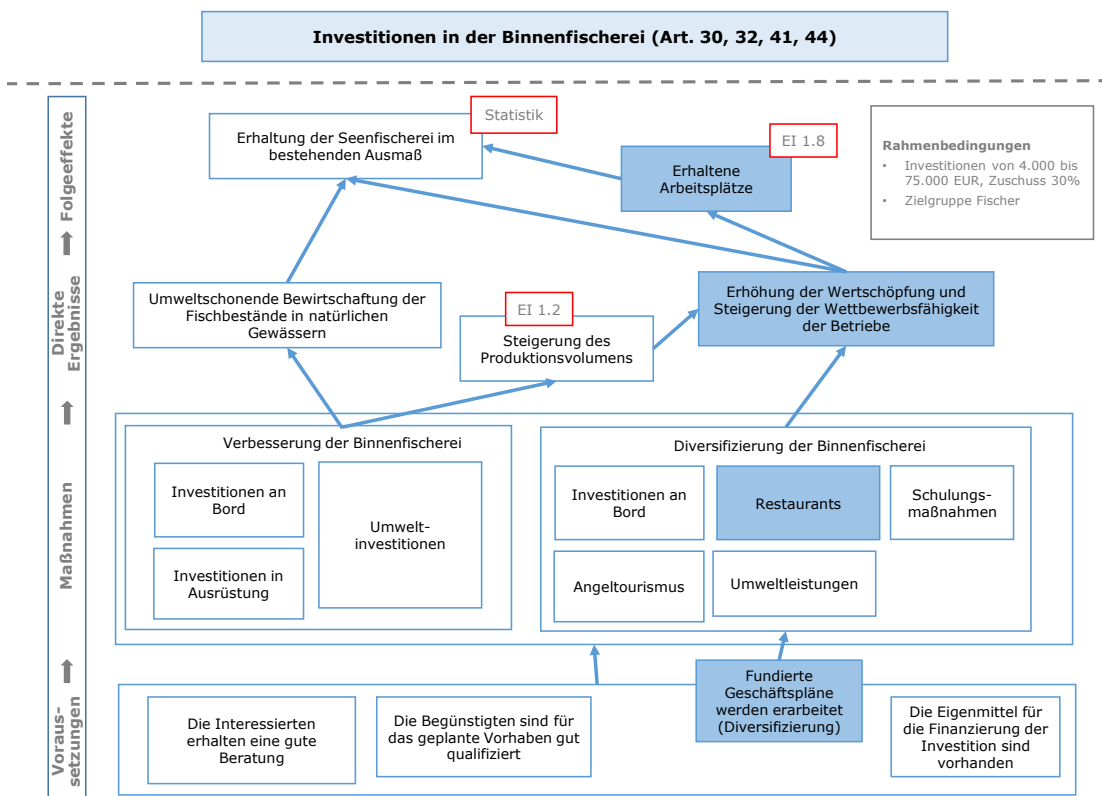 Investitionen in der Binnenfischerei (Art. 30, 32, 41, 44)
Folgeeffekte
Statistik
Erhaltung der Seenfischerei im
bestehenden Ausmaß
EI 1.8
Erhaltene
Arbeitsplätze
Rahmenbedingungen
• Investitionen von 4.000 bis
75.000 EUR, Zuschuss 30%
• Zielgruppe Fischer
Direkte
Ergebnisse
Umweltschonende Bewirtschaftung der
Fischbestände in natürlichen
Gewässern
EI 1.2
Steigerung des
Produktionsvolumens
Erhöhung der Wertschöpfung und
Steigerung der Wettbewerbsfähigkeit
der Betriebe
Maßnahmen
Verbesserung der Binnenfischerei
Investitionen an
Bord
Umwelt-
investitionen
Investitionen in
Ausrüstung
Diversifizierung der Binnenfischerei
Investitionen an
Bord
Restaurants
Schulungs-
maßnahmen
Angeltourismus
Umweltleistungen
Voraus-
setzungen
Die Interessierten
erhalten eine gute
Beratung
Die Begünstigten sind für
das geplante Vorhaben gut
qualifiziert
Fundierte
Geschäftspläne
werden erarbeitet
(Diversifizierung)
Die Eigenmittel für
die Finanzierung der
Investition sind
vorhanden